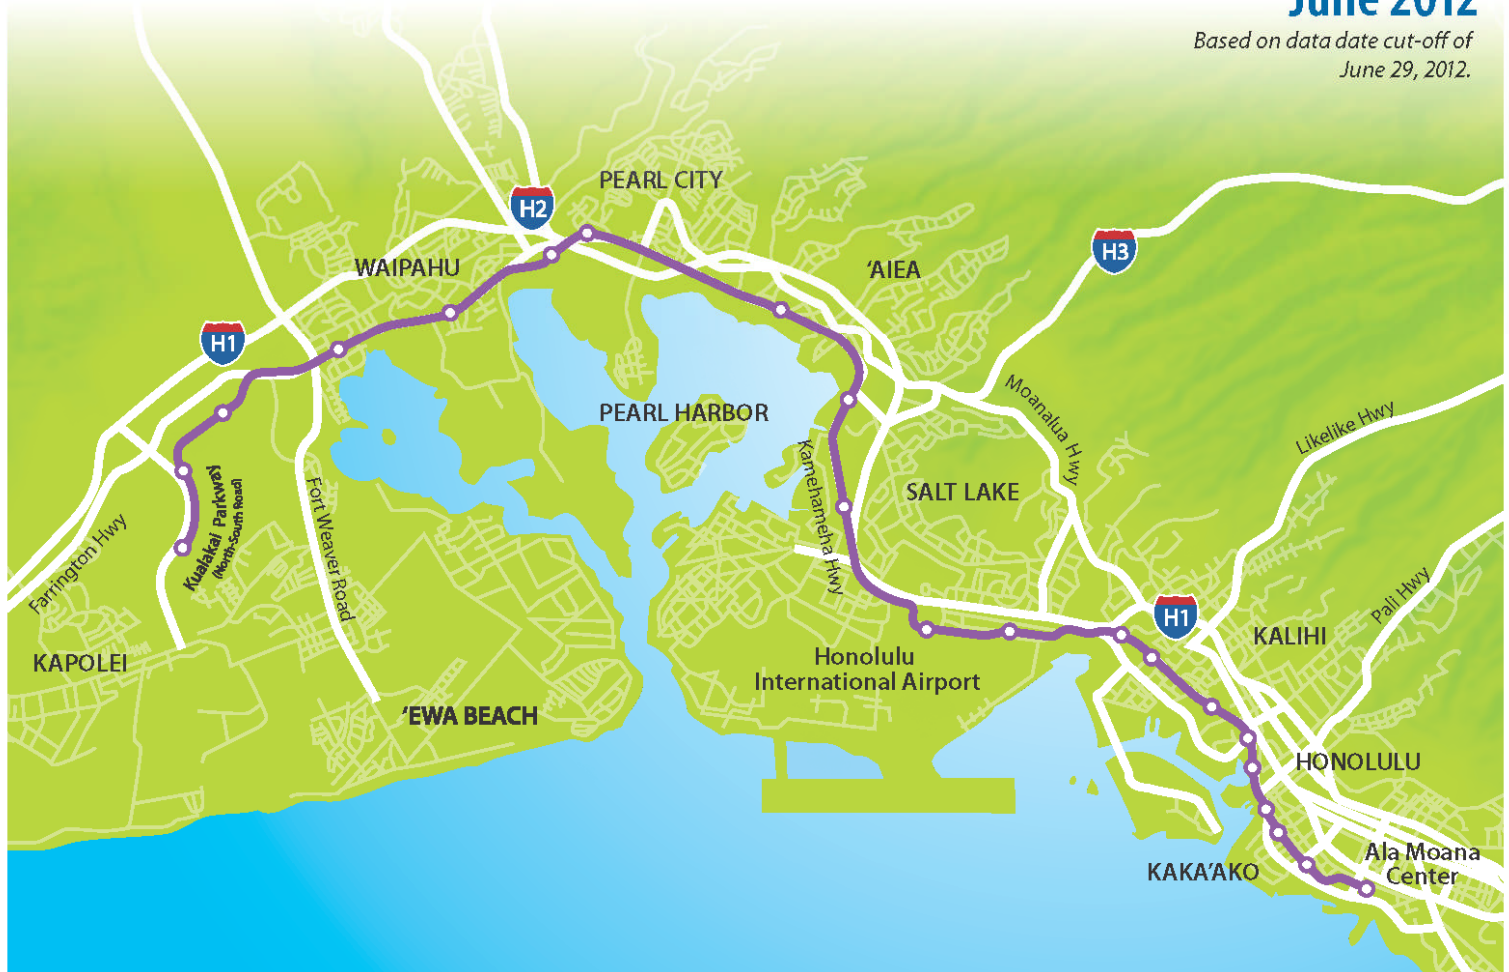 June 2012
Based on data date cut-off of
June 29, 2012.
PEARL CITY
H2
WAIPAHU
'AIEA
H3
H1
PEARL HARBOR
Moanalua Hwy
Likelike Hwy
Kamehameha Hwy
SALT LAKE
Kualakai Parkway
(North-South Road)
Fort Weaver Road
Farrington Hwy
Pali Hwy
H1
KALIHI
KAPOLEI
Honolulu
International Airport
'EWA BEACH
HONOLULU
KAKA'AKO
Ala Moana
Center